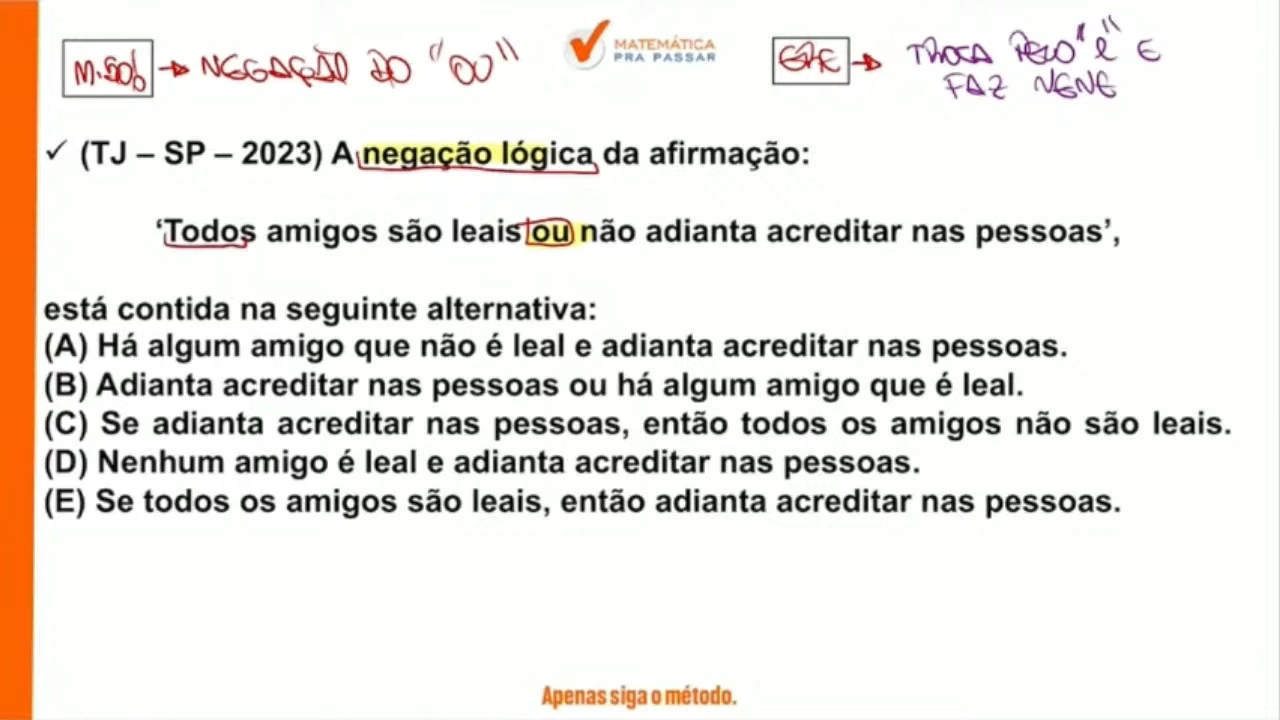 M.50% → NEGAÇÃO DO "OU"
MATEMÁTICA
PRA PASSAR
→ TROCA PELO "e" E
FAZ NENE
✓ (TJ – SP – 2023) A negação lógica da afirmação:
‘Todos amigos são leais ou não adianta acreditar nas pessoas’,
está contida na seguinte alternativa:
(A) Há algum amigo que não é leal e adianta acreditar nas pessoas.
(B) Adianta acreditar nas pessoas ou há algum amigo que é leal.
(C) Se adianta acreditar nas pessoas, então todos os amigos não são leais.
(D) Nenhum amigo é leal e adianta acreditar nas pessoas.
(E) Se todos os amigos são leais, então adianta acreditar nas pessoas.
Apenas siga o método.